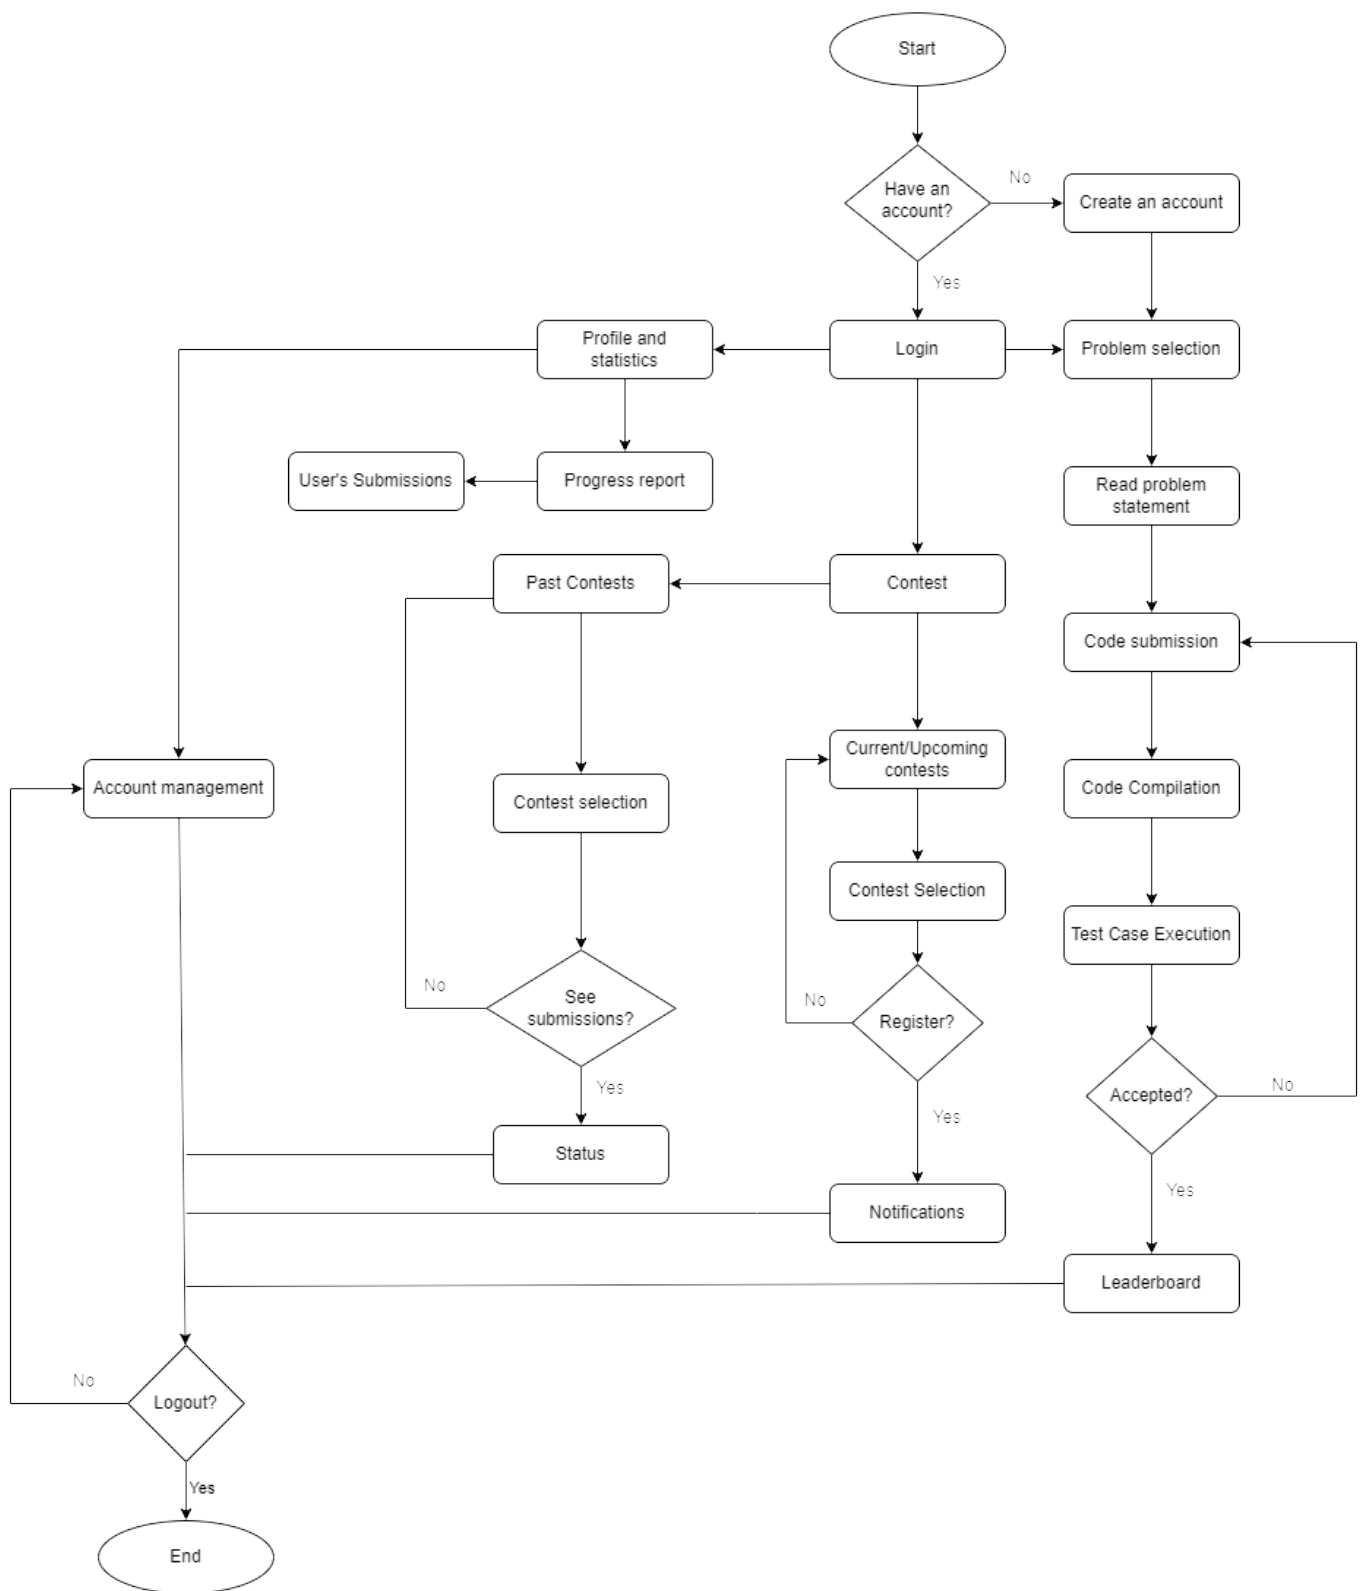 Start
Have an
account?
No
Create an account
Yes
Profile and
statistics
Login
Problem selection
User's Submissions
Progress report
Read problem
statement
Past Contests
Contest
Code submission
Current/Upcoming
contests
Account management
Contest selection
Code Compilation
Contest Selection
Test Case Execution
No
See
submissions?
No
Register?
Accepted?
No
Yes
Yes
Status
Yes
Notifications
Leaderboard
No
Logout?
Yes
End